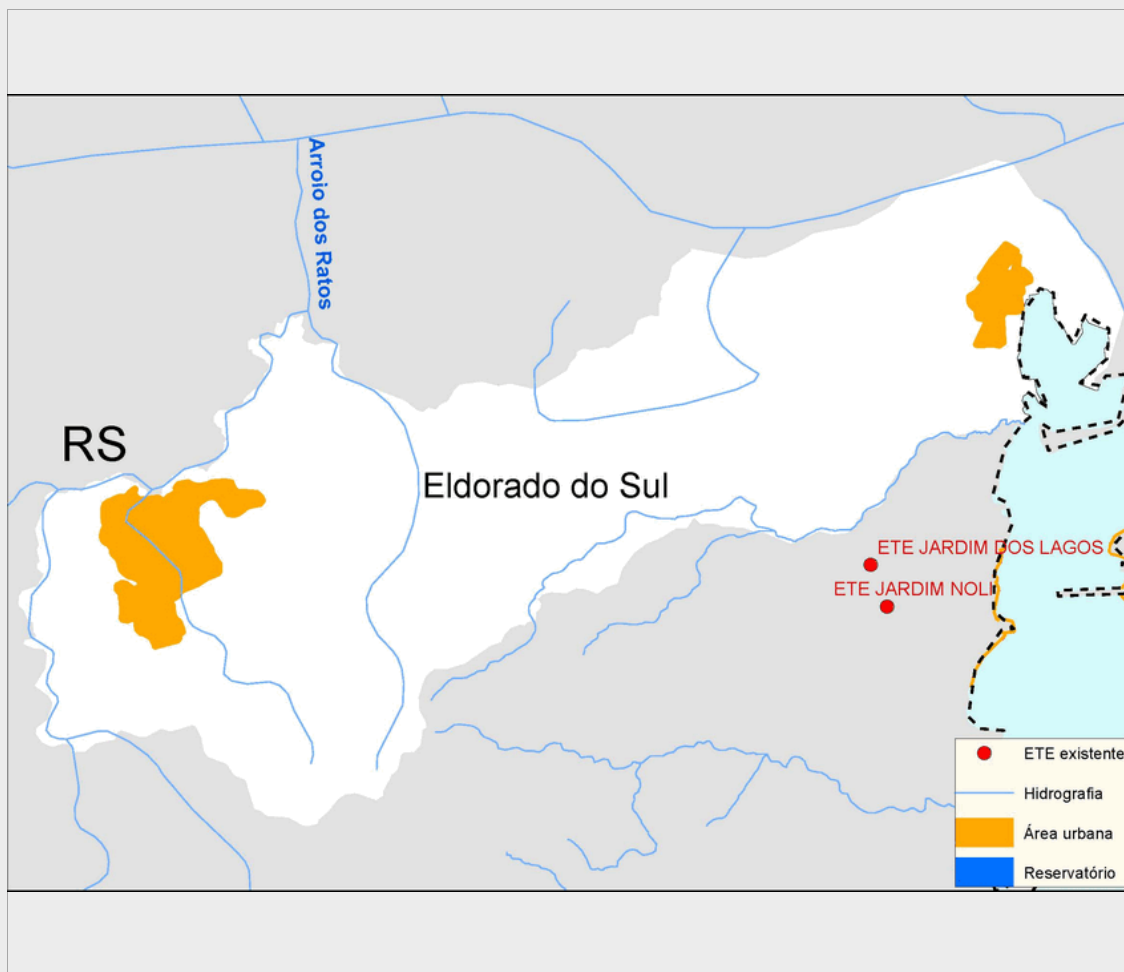 Arroio dos Ratos
RS
Eldorado do Sul
ETE JARDIM DOS LAGOS
ETE JARDIM NOLI
ETE existente
Hidrografia
Área urbana
Reservatório